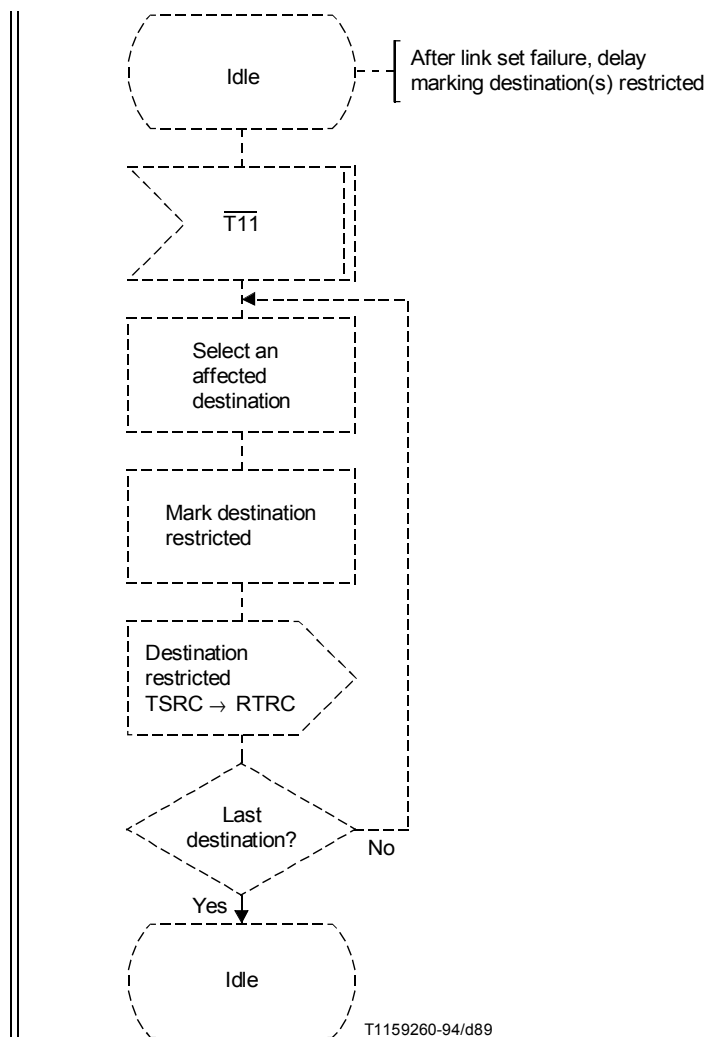 Idle
After link set failure, delay
marking destination(s) restricted
T11
Select an
affected
destination
Mark destination
restricted
Destination
restricted
TSRC → RTRC
Last
destination?
No
Yes
Idle
T1159260-94/d89